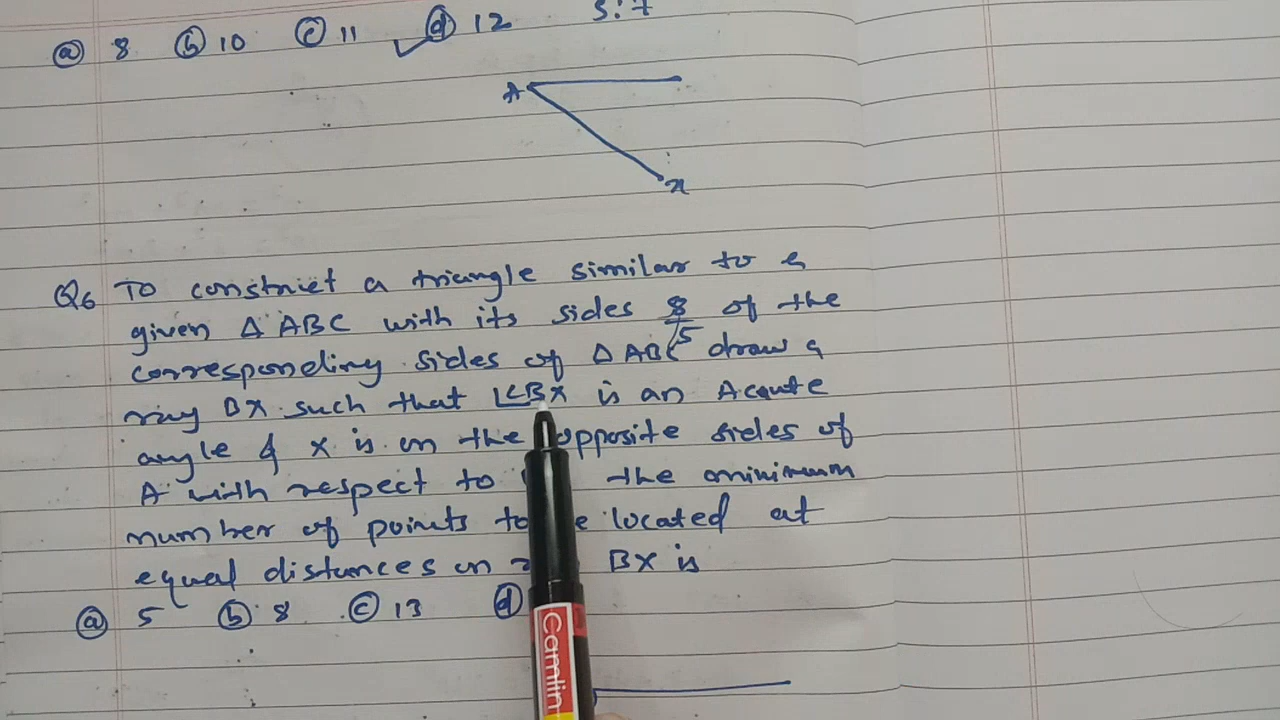 ⓐ 8 ⓑ 10 ⓒ 11 ✓ⓓ 12 5:7
A
x
Q6 TO construct a triangle similar to a
given Δ ABC with its sides 8/5 of the
corresponding sides of Δ ABC draw a
ray BX such that ∠CBX is an Acute
angle & x is on the opposite sides of
A with respect to the minimum
number of points to located at
equal distances on BX is
ⓐ 5 ⓑ 8 ⓒ 13 ⓓ
Camlin